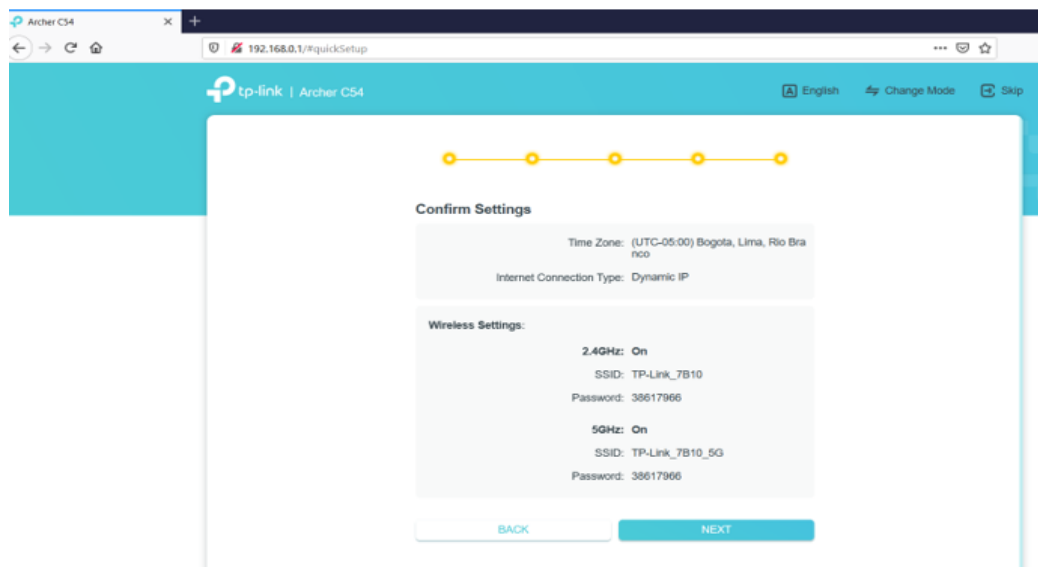 Archer C54
192.168.0.1/#quickSetup
tp-link | Archer C54
English
Change Mode
Skip
Confirm Settings
Time Zone: (UTC-05:00) Bogota, Lima, Rio Bra
nco
Internet Connection Type: Dynamic IP
Wireless Settings:
2.4GHz: On
SSID: TP-Link_7B10
Password: 38617966
5GHz: On
SSID: TP-Link_7B10_5G
Password: 38617966
BACK
NEXT